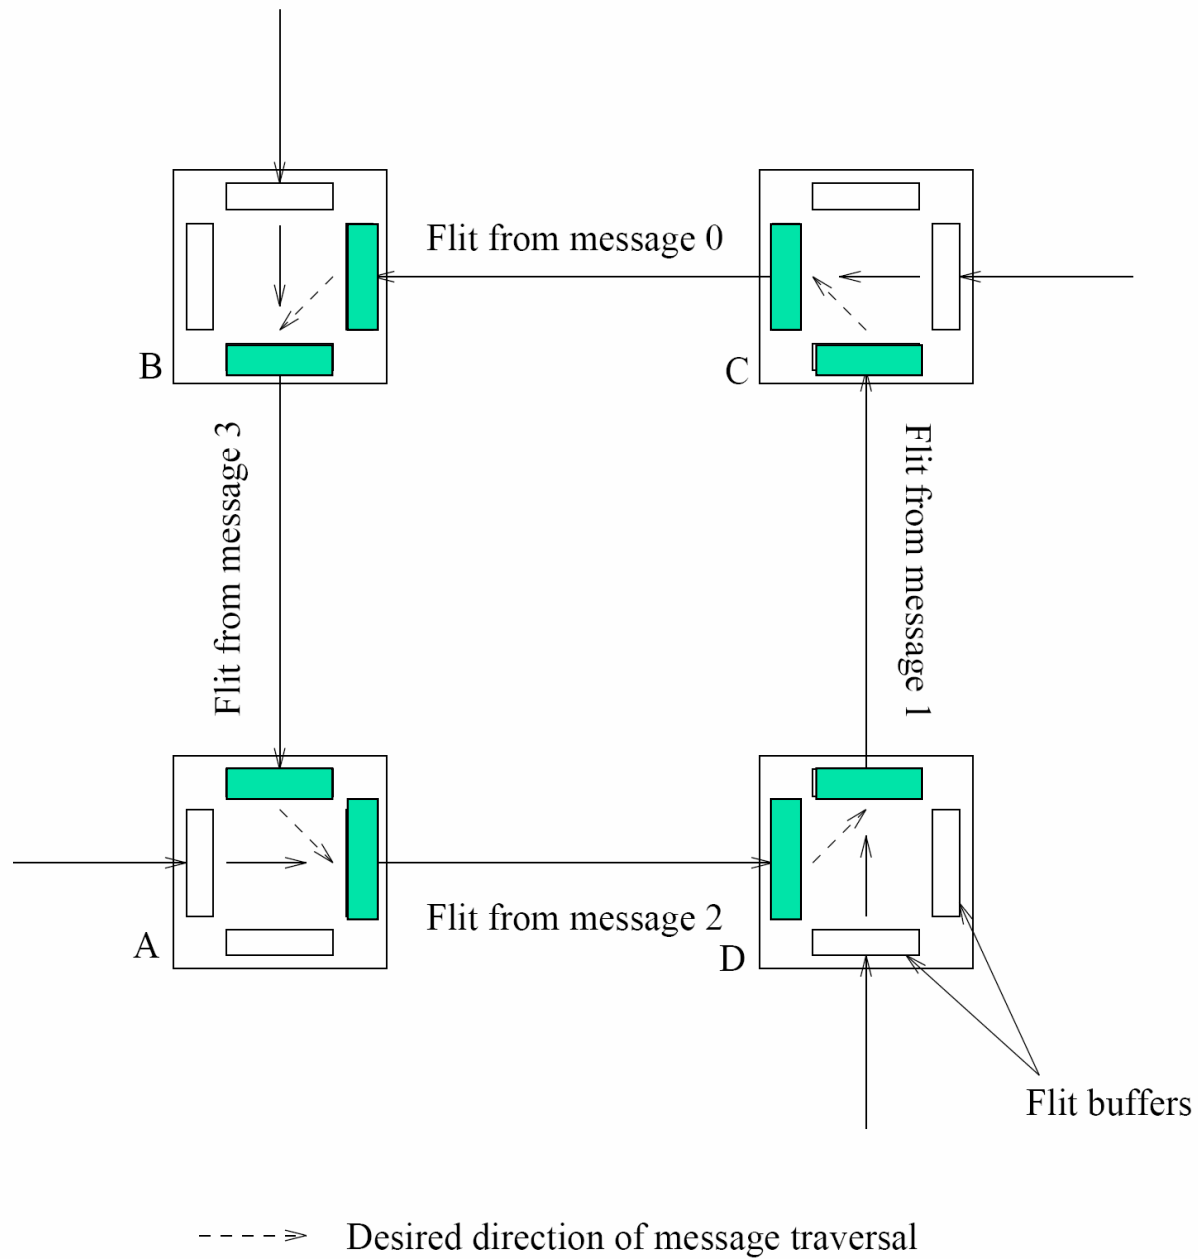 Flit from message 0
B
C
Flit from message 3
Flit from message 1
Flit from message 2
A
D
Flit buffers
Desired direction of message traversal